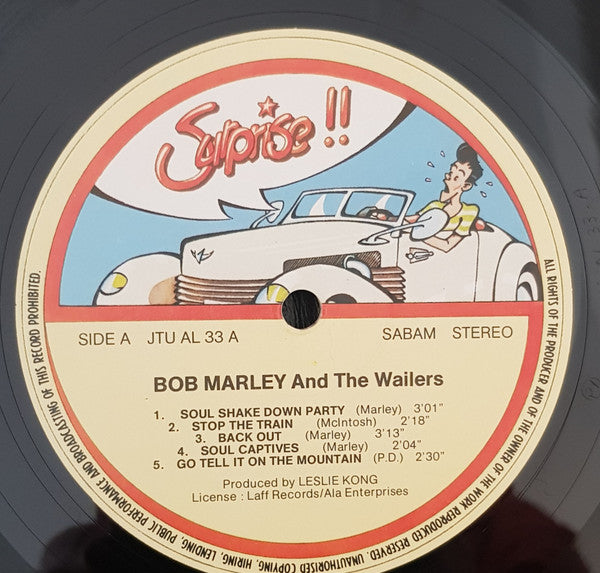 Surprise!!
SIDE A JTU AL 33 A SABAM STEREO
BOB MARLEY And The Wailers
1. SOUL SHAKE DOWN PARTY (Marley) 3'01"
2. STOP THE TRAIN (McIntosh) 2'18"
3. BACK OUT (Marley) 3'13"
4. SOUL CAPTIVES (Marley) 2'04"
5. GO TELL IT ON THE MOUNTAIN (P.D.) 2'30"
Produced by LESLIE KONG
License : Laff Records/Ala Enterprises
ALL RIGHTS OF THE PRODUCER AND OF THE OWNER OF THE WORK REPRODUCED RESERVED. UNAUTHORISED COPYING, HIRING, LENDING, PUBLIC PERFORMANCE AND BROADCASTING OF THIS RECORD PROHIBITED.